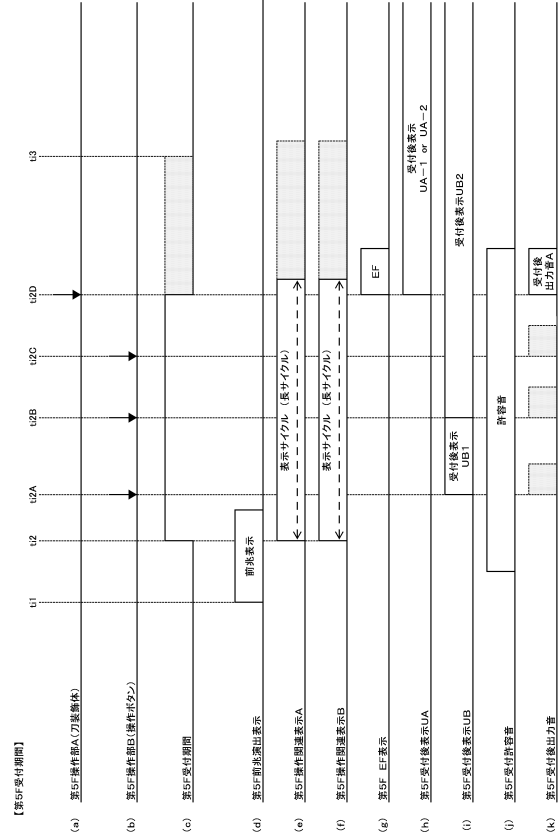 【第5F受付期間】
ti1
ti2
ti2A
ti2B
ti2C
ti2D
ti3
(a) 第5F操作部A(刀装飾体)
(b) 第5F操作部B(操作ボタン)
(c) 第5F受付期間
(d) 第5F前兆演出表示
前兆表示
(e) 第5F操作関連表示A
表示サイクル (長サイクル)
(f) 第5F操作関連表示B
表示サイクル (長サイクル)
(g) 第5F EF表示
EF
(h) 第5F受付後表示UA
受付後表示
UA-1 or UA-2
(i) 第5F受付後表示UB
受付後表示
UB1
受付後表示UB2
(j) 第5F受付許容音
許容音
(k) 第5F受付後出力音
受付後
出力音A